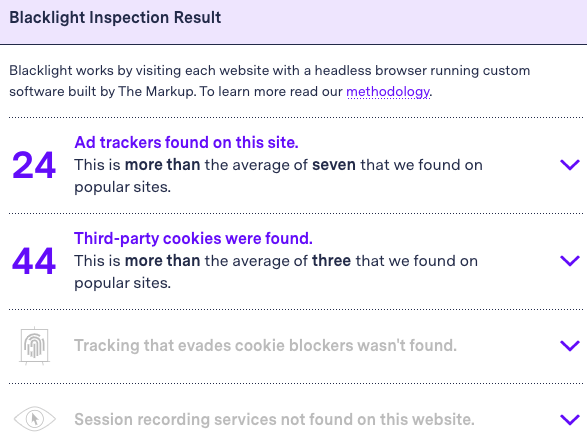 Blacklight Inspection Result
Blacklight works by visiting each website with a headless browser running custom
software built by The Markup. To learn more read our methodology.
24
Ad trackers found on this site.
This is more than the average of seven that we found on
popular sites.
44
Third-party cookies were found.
This is more than the average of three that we found on
popular sites.
Tracking that evades cookie blockers wasn't found.
Session recording services not found on this website.